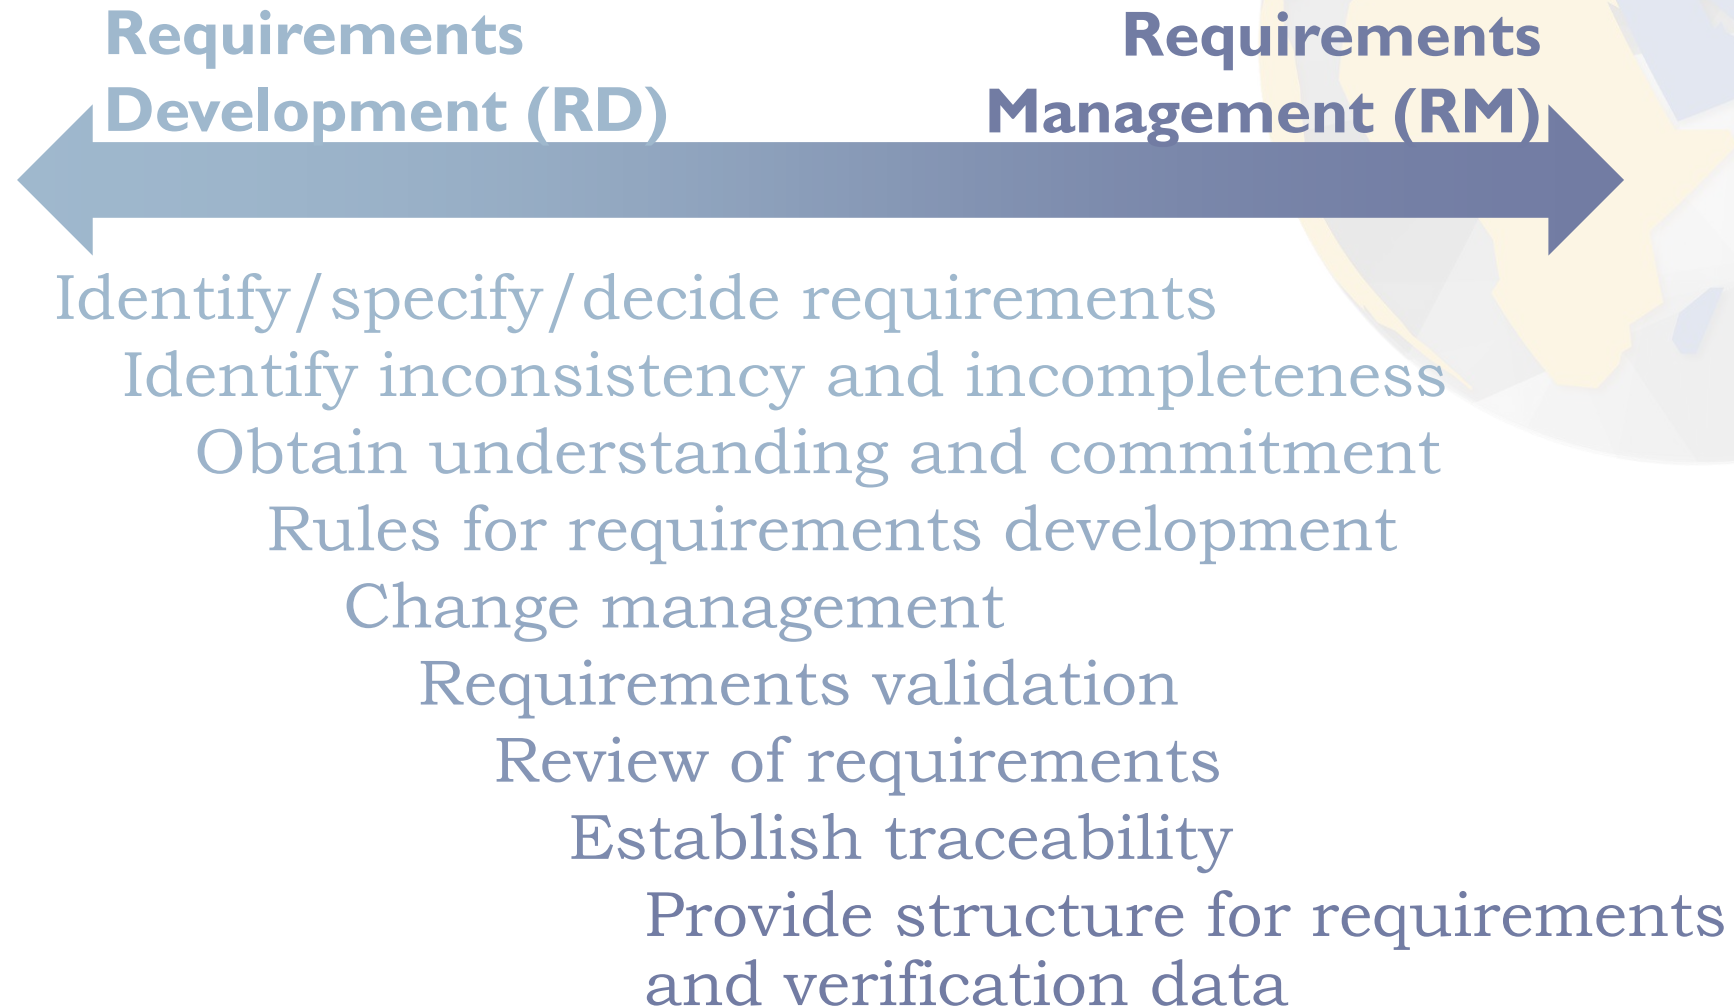 Requirements
Development (RD)
Requirements
Management (RM)
Identify/specify/decide requirements
Identify inconsistency and incompleteness
Obtain understanding and commitment
Rules for requirements development
Change management
Requirements validation
Review of requirements
Establish traceability
Provide structure for requirements
and verification data